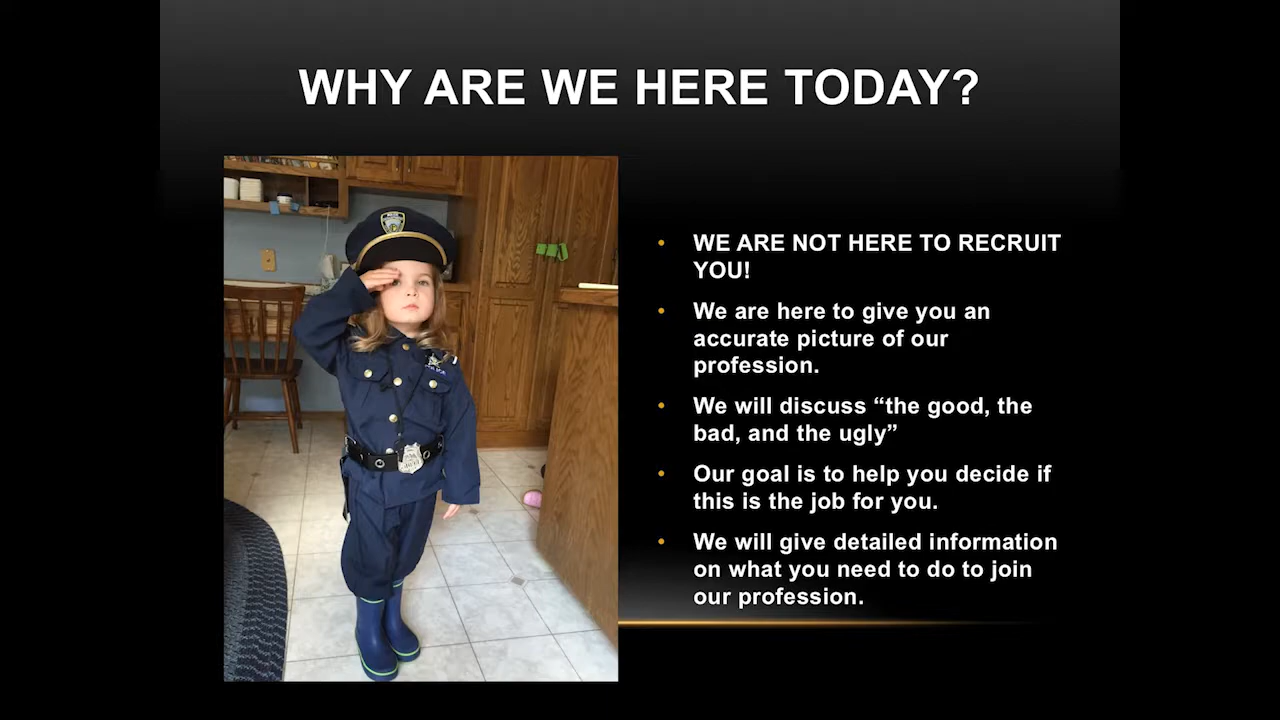 WHY ARE WE HERE TODAY?
WE ARE NOT HERE TO RECRUIT
YOU!
We are here to give you an
accurate picture of our
profession.
We will discuss “the good, the
bad, and the ugly”
Our goal is to help you decide if
this is the job for you.
We will give detailed information
on what you need to do to join
our profession.